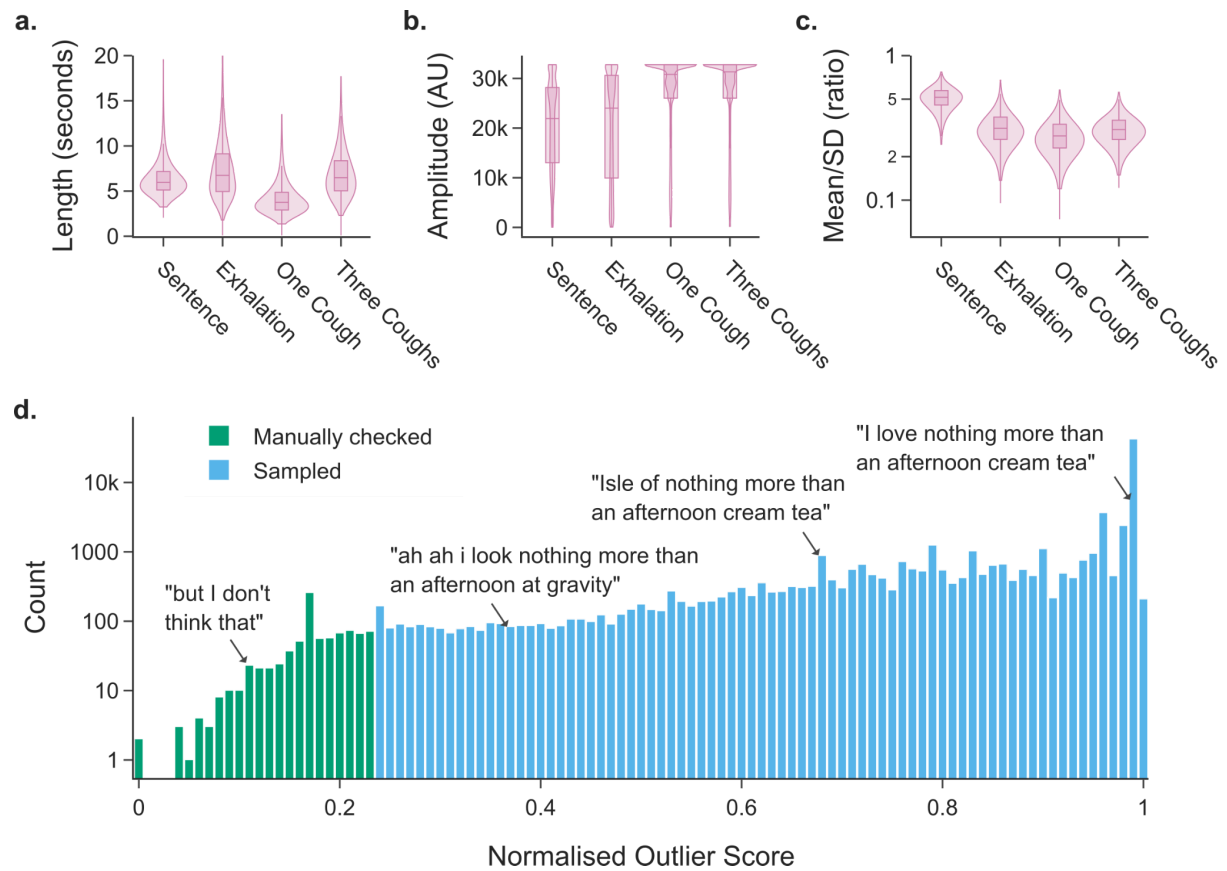 a.
Length (seconds)
20
15
10
5
0
Sentence
Exhalation
One Cough
Three Coughs
b.
Amplitude (AU)
30k
20k
10k
0
Sentence
Exhalation
One Cough
Three Coughs
c.
Mean/SD (ratio)
1
5
2
0.1
Sentence
Exhalation
One Cough
Three Coughs
d.
Manually checked
Sampled
"but I don't
think that"
"ah ah i look nothing more than
an afternoon at gravity"
"Isle of nothing more than
an afternoon cream tea"
"I love nothing more than
an afternoon cream tea"
Count
10k
1000
100
10
1
0
0.2
0.4
0.6
0.8
1
Normalised Outlier Score